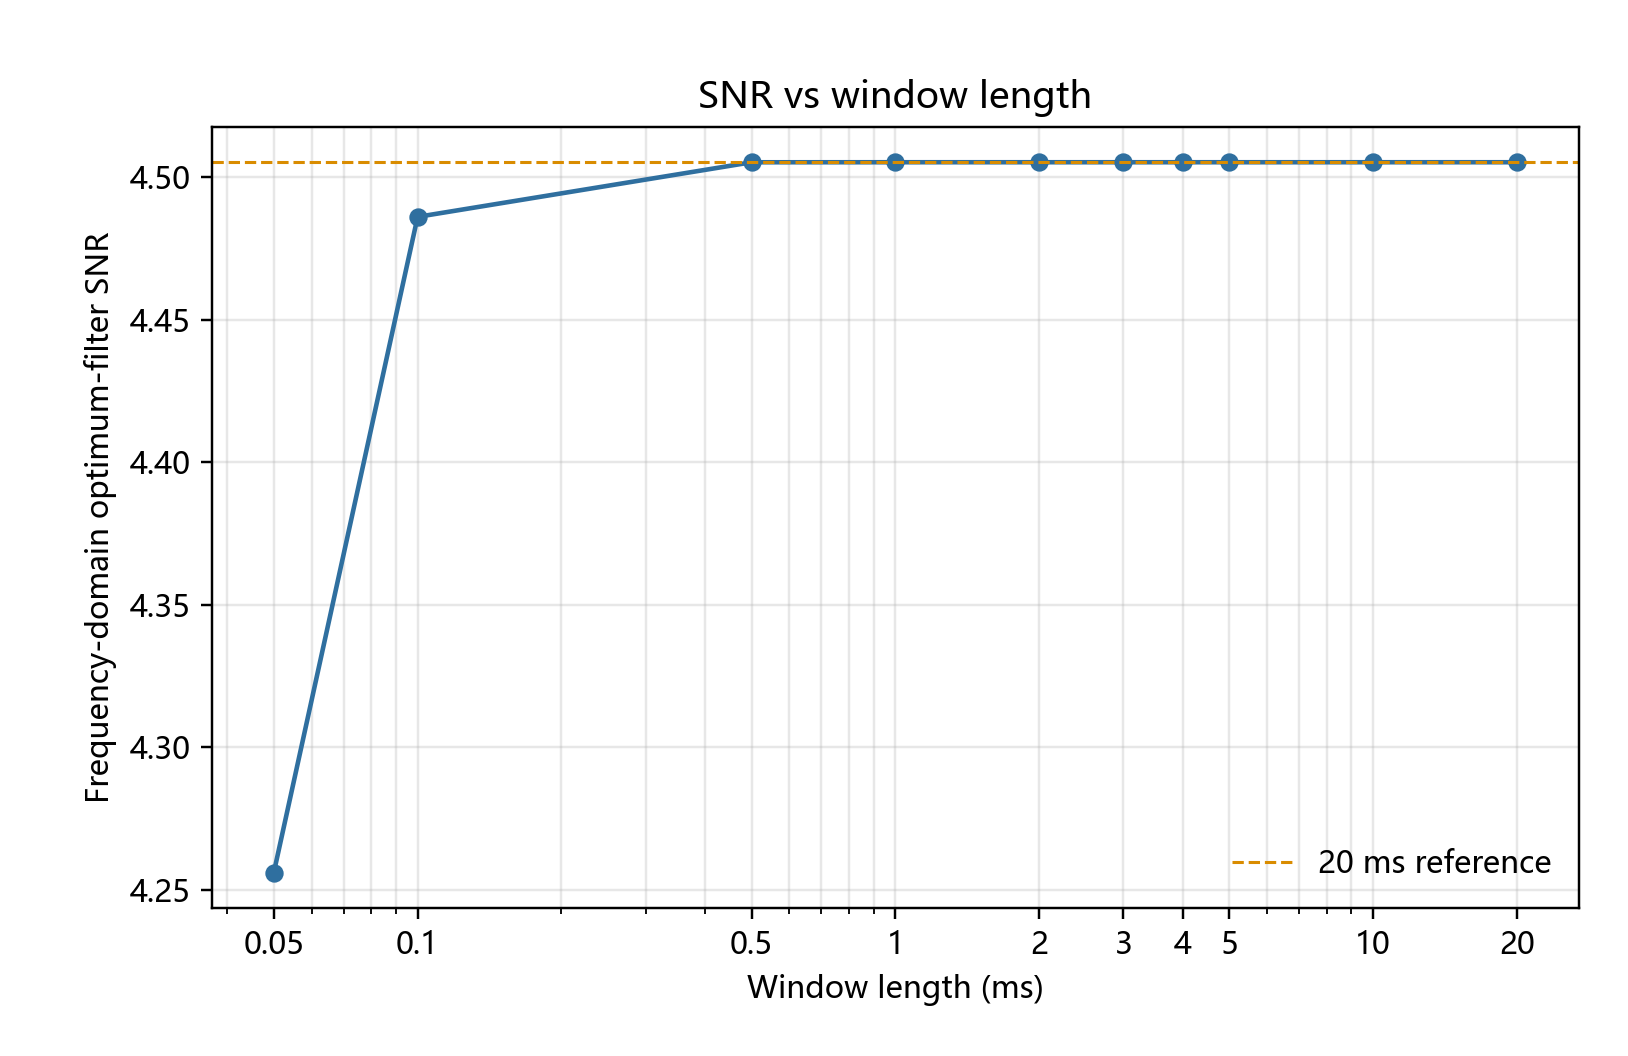 SNR vs window length
Frequency-domain optimum-filter SNR
4.50
4.45
4.40
4.35
4.30
4.25
20 ms reference
0.05 0.1 0.5 1 2 3 4 5 10 20
Window length (ms)